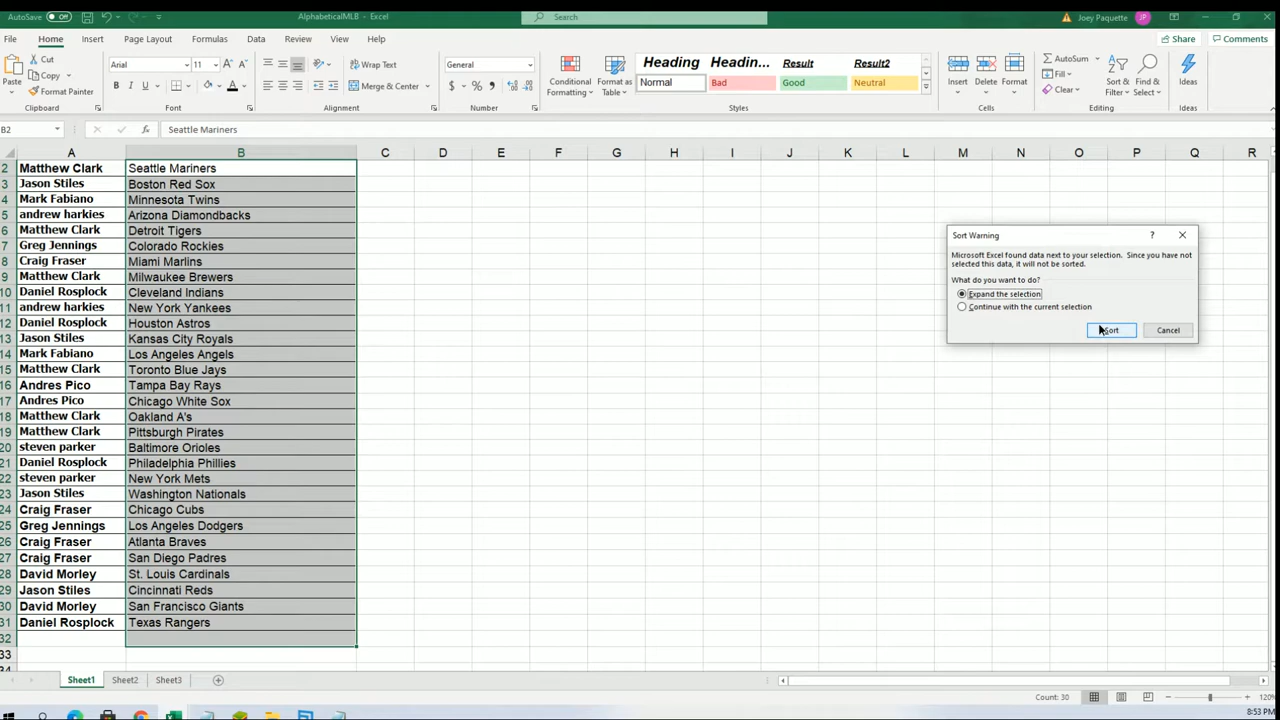 AutoSave Off AlphabeticalMLB - Excel Search Joey Paquette JP
File Home Insert Page Layout Formulas Data Review View Help Share Comments
Paste Cut Copy Format Painter Clipboard
Arial 11 A A B I U A Font
Wrap Text Merge & Center Alignment
General $ % , Number
Conditional Formatting Format as Table
Heading Headin... Result Result2
Normal Bad Good Neutral
Styles
Insert Delete Format Cells
AutoSum Fill Clear Sort & Filter Find & Select Editing
Ideas Ideas
B2 fx Seattle Mariners
A B C D E F G H I J K L M N O P Q R
2 Matthew Clark Seattle Mariners
3 Jason Stiles Boston Red Sox
4 Mark Fabiano Minnesota Twins
5 andrew harkies Arizona Diamondbacks
6 Matthew Clark Detroit Tigers
7 Greg Jennings Colorado Rockies
8 Craig Fraser Miami Marlins
9 Matthew Clark Milwaukee Brewers
10 Daniel Rosplock Cleveland Indians
11 andrew harkies New York Yankees
12 Daniel Rosplock Houston Astros
13 Jason Stiles Kansas City Royals
14 Mark Fabiano Los Angeles Angels
15 Matthew Clark Toronto Blue Jays
16 Andres Pico Tampa Bay Rays
17 Andres Pico Chicago White Sox
18 Matthew Clark Oakland A's
19 Matthew Clark Pittsburgh Pirates
20 steven parker Baltimore Orioles
21 Daniel Rosplock Philadelphia Phillies
22 steven parker New York Mets
23 Jason Stiles Washington Nationals
24 Craig Fraser Chicago Cubs
25 Greg Jennings Los Angeles Dodgers
26 Craig Fraser Atlanta Braves
27 Craig Fraser San Diego Padres
28 David Morley St. Louis Cardinals
29 Jason Stiles Cincinnati Reds
30 David Morley San Francisco Giants
31 Daniel Rosplock Texas Rangers
32
33
34
Sort Warning ?
Microsoft Excel found data next to your selection. Since you have not
selected this data, it will not be sorted.
What do you want to do?
Expand the selection
Continue with the current selection
Sort Cancel
Sheet1 Sheet2 Sheet3
Count: 30 100%
8:53 PM